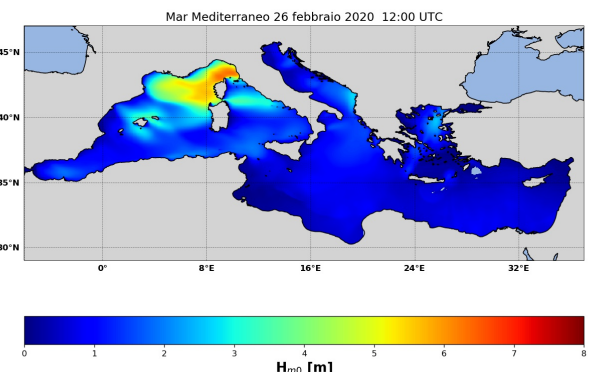 Mar Mediterraneo 26 febbraio 2020 12:00 UTC
45°N
40°N
35°N
30°N
0° 8°E 16°E 24°E 32°E
0 1 2 3 4 5 6 7 8
Hm0 [m]